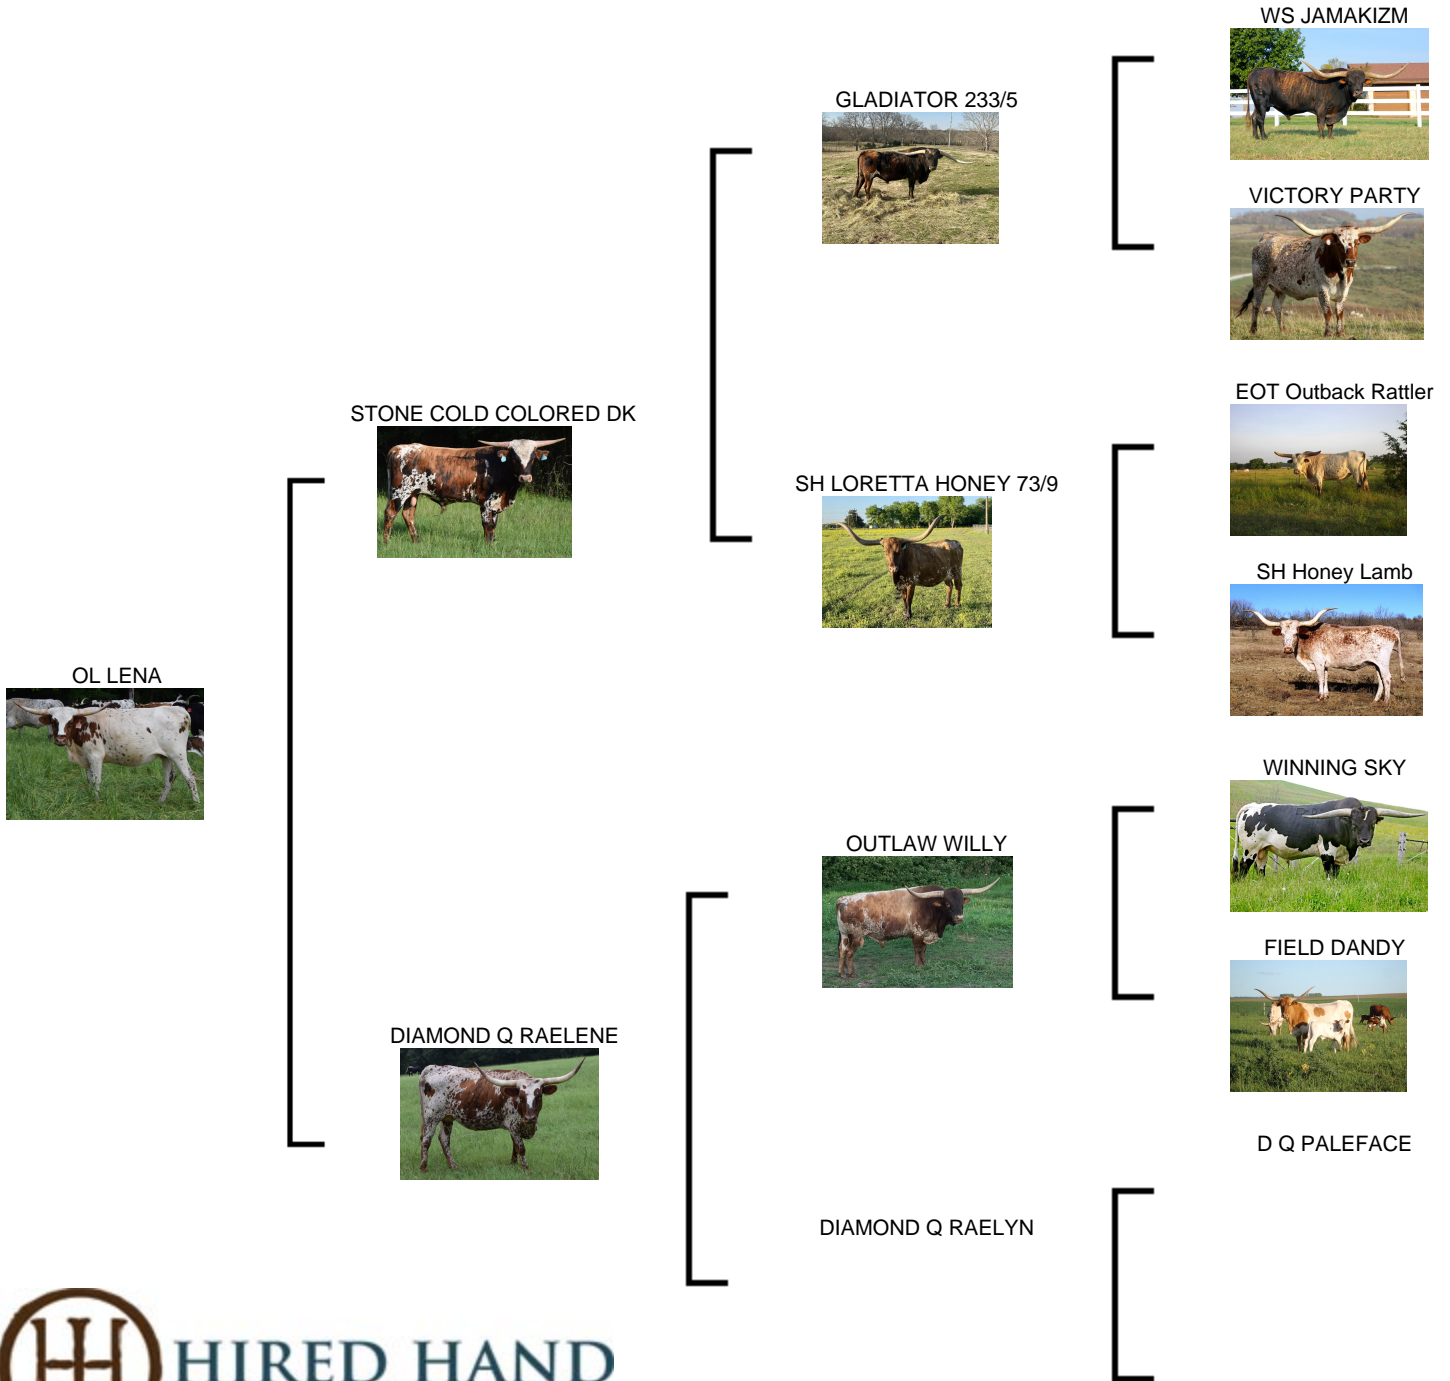 WS JAMAKIZM
GLADIATOR 233/5
VICTORY PARTY
EOT Outback Rattler
STONE COLD COLORED DK
SH LORETTA HONEY 73/9
SH Honey Lamb
OL LENA
WINNING SKY
OUTLAW WILLY
FIELD DANDY
DIAMOND Q RAELENE
D Q PALEFACE
DIAMOND Q RAELYN
HIRED HAND